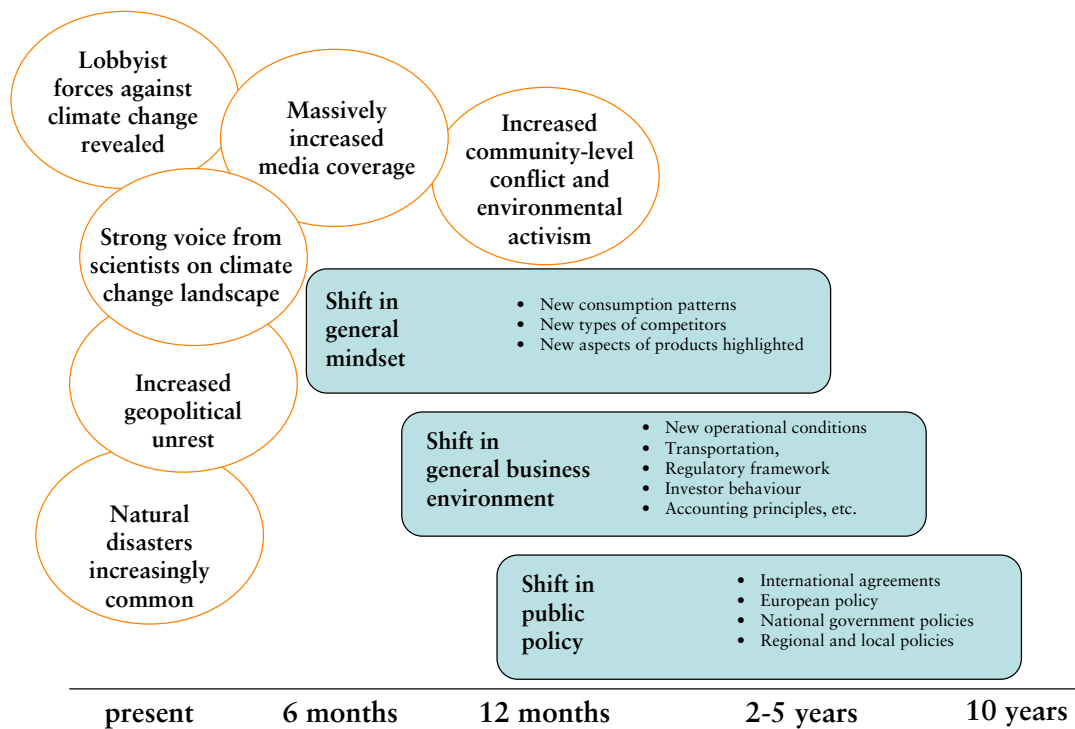 Lobbyist
forces against
climate change
revealed
Massively
increased
media coverage
Increased
community-level
conflict and
environmental
activism
Strong voice from
scientists on climate
change landscape
Increased
geopolitical
unrest
Natural
disasters
increasingly
common
Shift in
general
mindset
• New consumption patterns
• New types of competitors
• New aspects of products highlighted
Shift in
general business
environment
• New operational conditions
• Transportation,
• Regulatory framework
• Investor behaviour
• Accounting principles, etc.
Shift in
public
policy
• International agreements
• European policy
• National government policies
• Regional and local policies
present 6 months 12 months 2-5 years 10 years